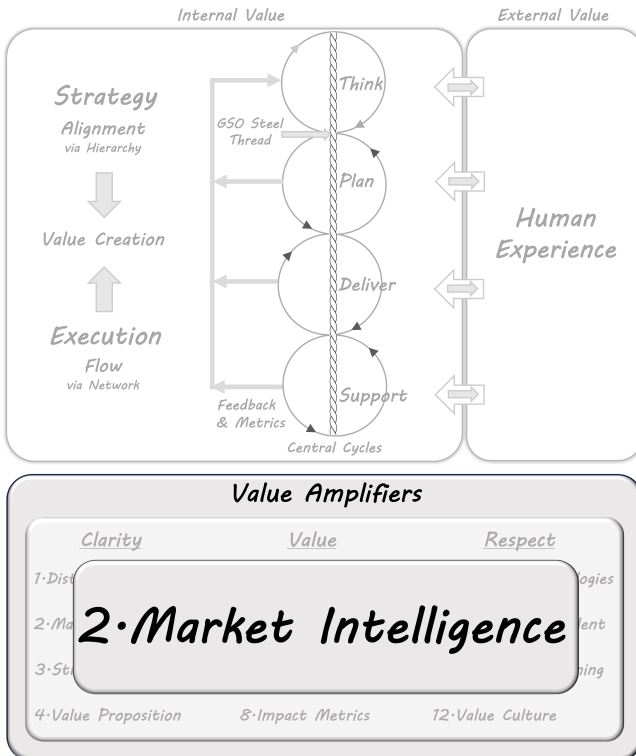 Internal Value
External Value
Strategy
Alignment
via Hierarchy
Value Creation
Execution
Flow
via Network
GSO Steel
Thread
Think
Plan
Deliver
Support
Feedback
& Metrics
Central Cycles
Human
Experience
Value Amplifiers
Clarity Value Respect
2·Market Intelligence
4·Value Proposition 8·Impact Metrics 12·Value Culture